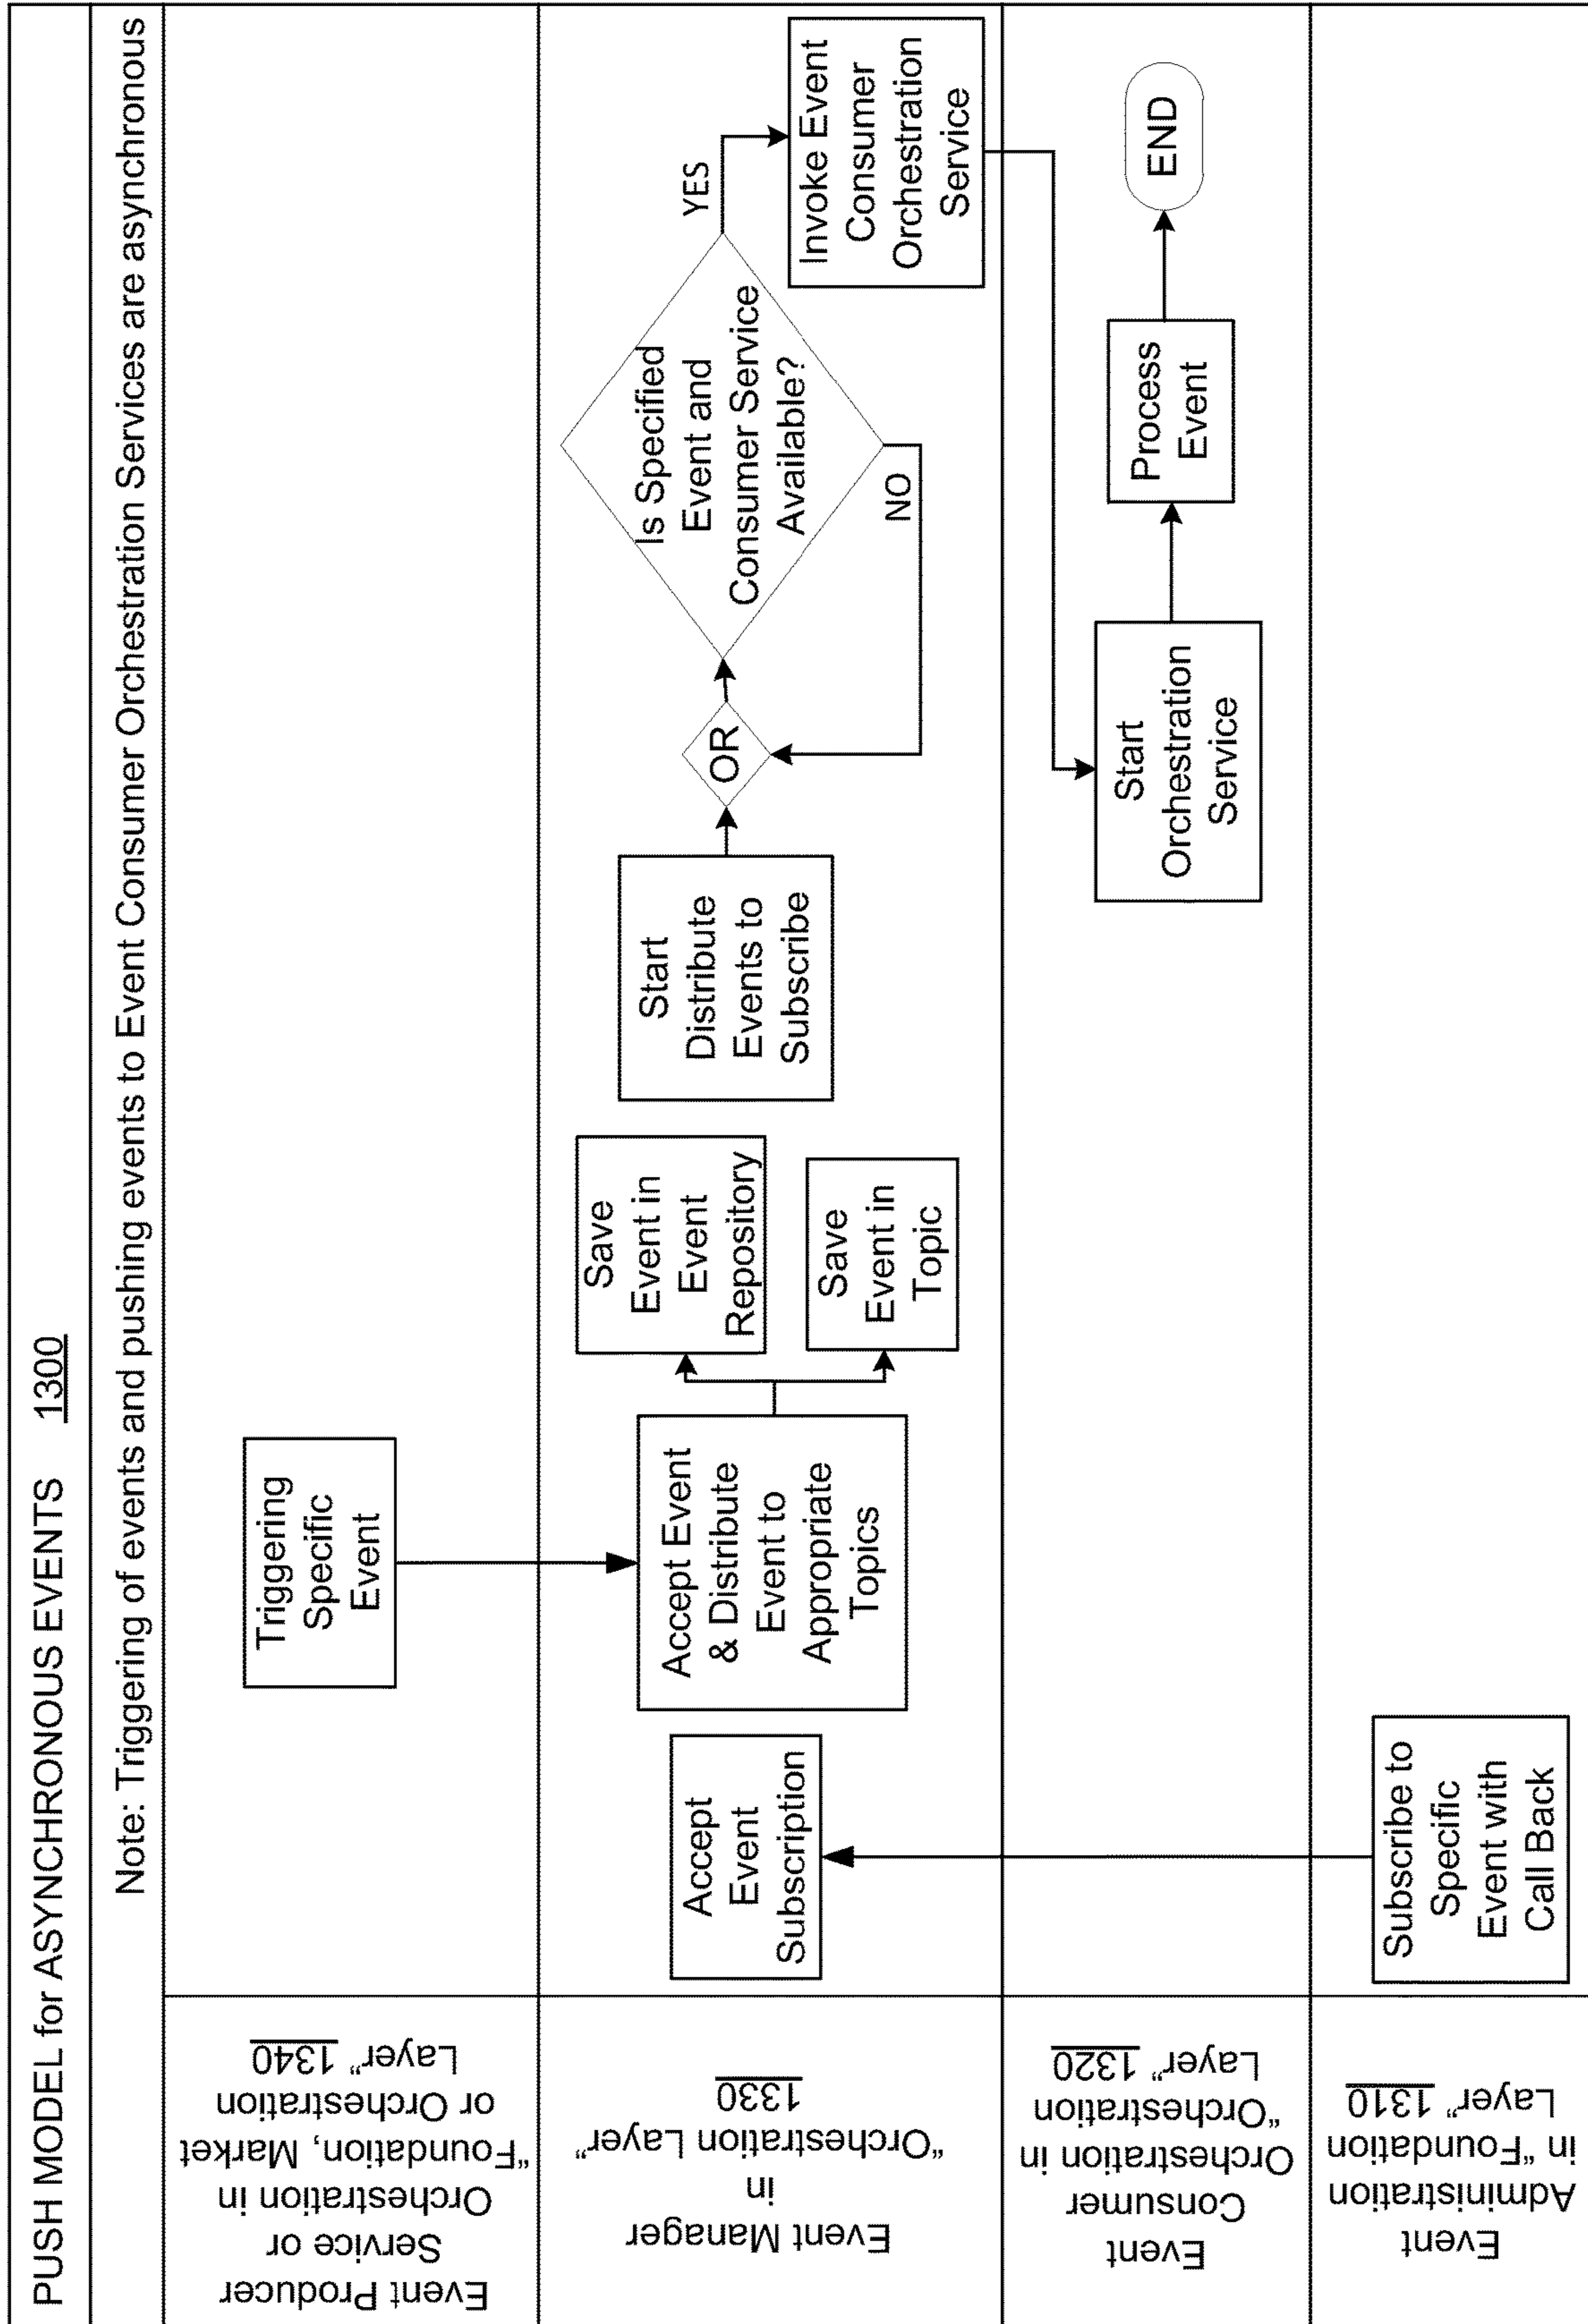 PUSH MODEL for ASYNCHRONOUS EVENTS 1300
Note: Triggering of events and pushing events to Event Consumer Orchestration Services are asynchronous
Event Producer
Service or
Orchestration in
“Foundation, Market
or Orchestration
Layer” 1340
Triggering
Specific
Event
Event Manager
in
“Orchestration Layer”
1330
Accept
Event
Subscription
Accept Event
& Distribute
Event to
Appropriate
Topics
Save
Event in
Event
Repository
Save
Event in
Topic
Start
Distribute
Events to
Subscribe
OR
Is Specified
Event and
Consumer Service
Available?
YES
NO
Invoke Event
Consumer
Orchestration
Service
Event
Consumer
Orchestration in
“Orchestration
Layer” 1320
Start
Orchestration
Service
Process
Event
END
Event
Administration
in “Foundation
Layer” 1310
Subscribe to
Specific
Event with
Call Back